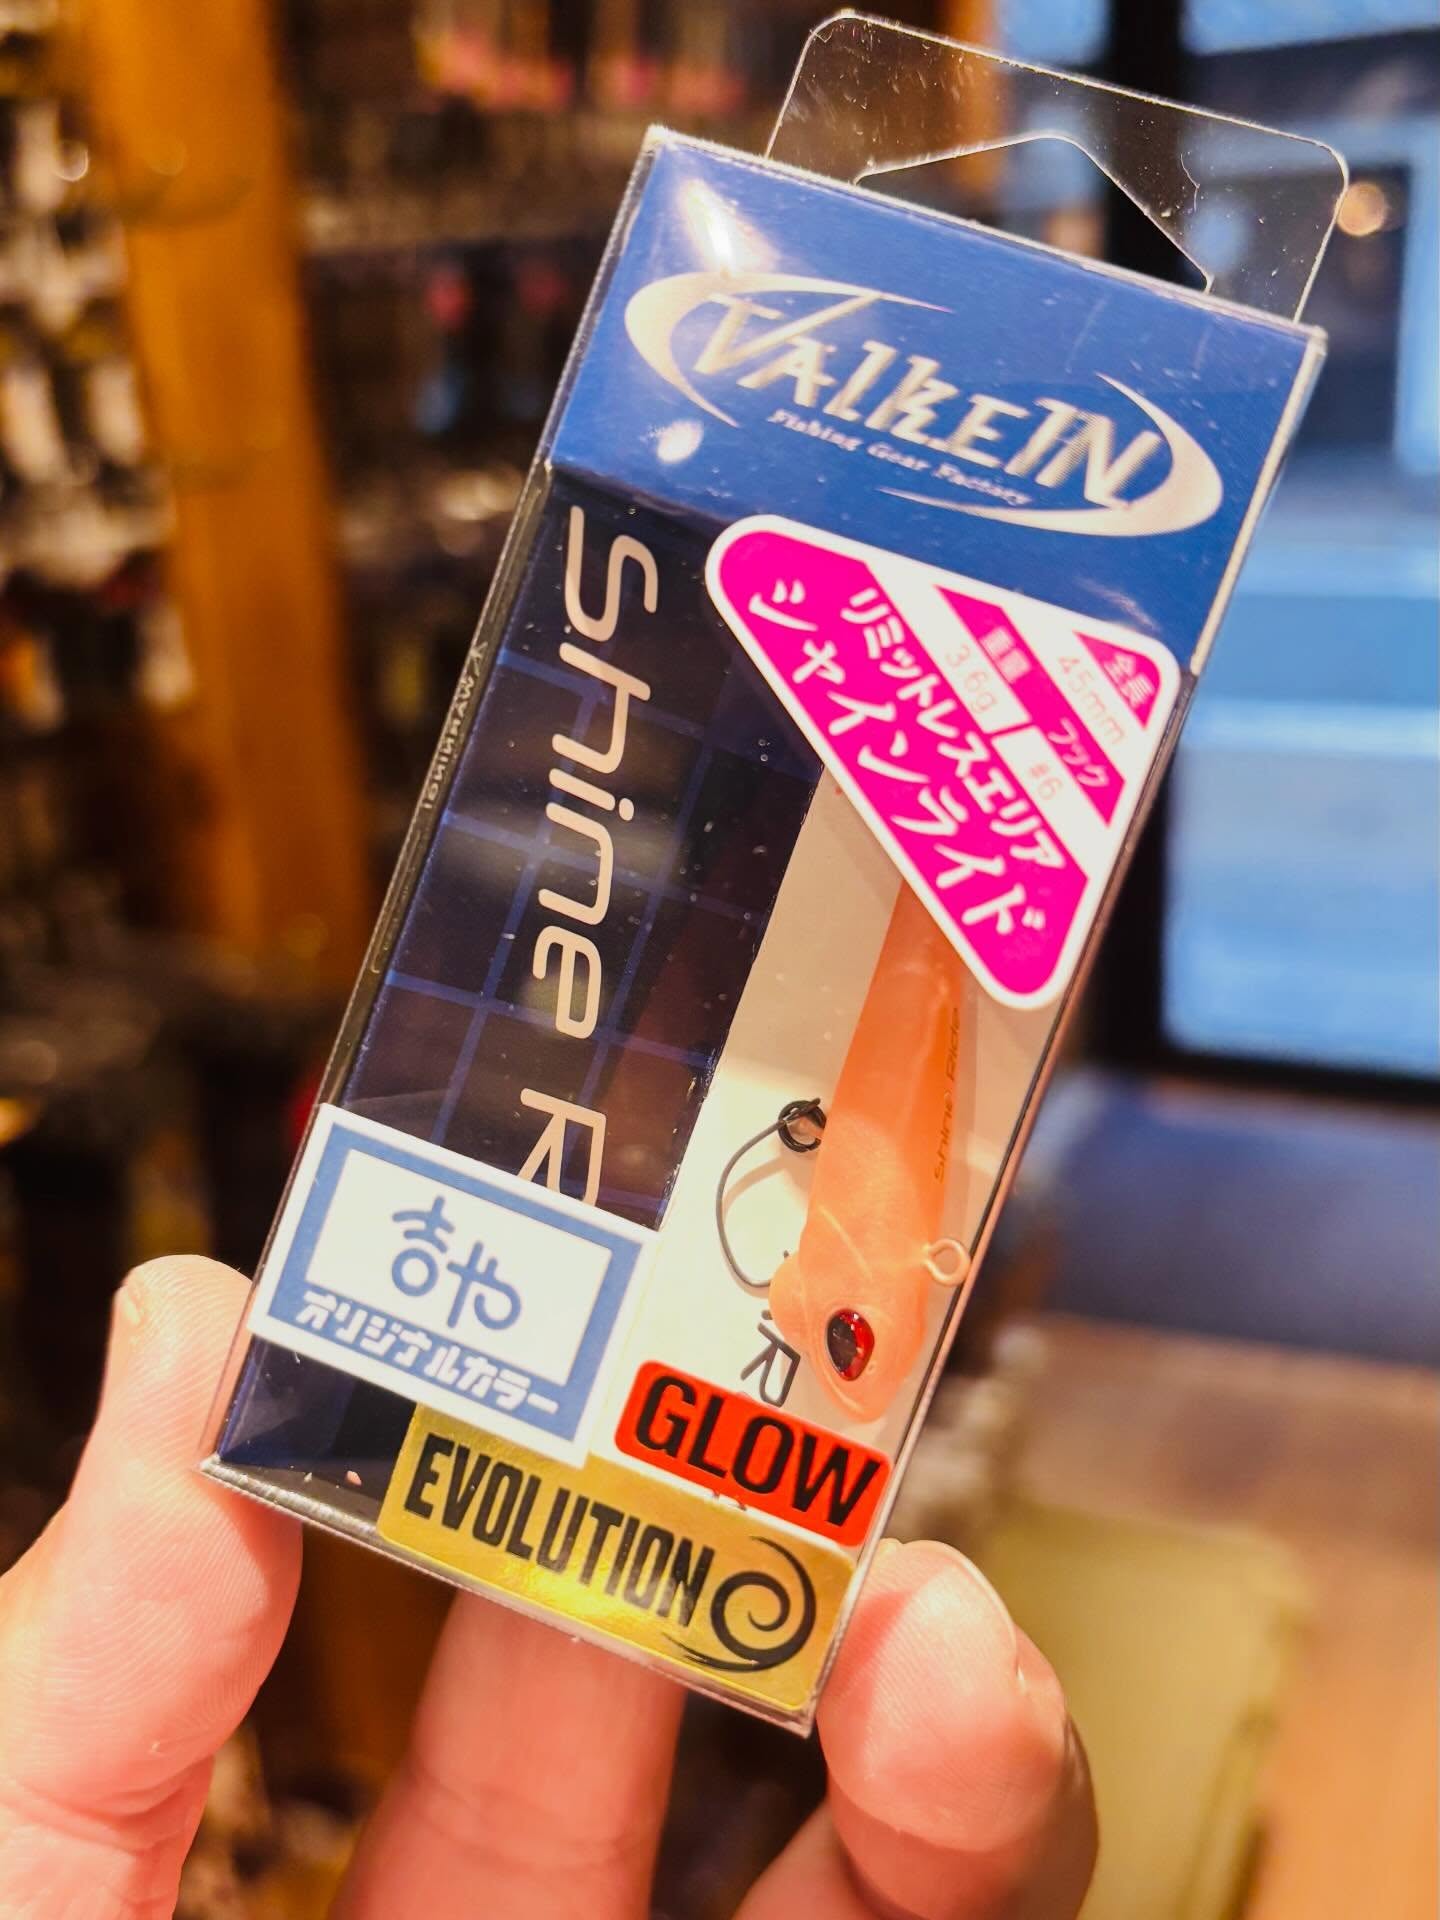 VALKEIN
Fishing Gear Factory
Shine R
リミットレスエリア
シャインライド
全長
45mm
重量
3.6g
フック
#6
Shine Ride
吉や
オリジナルカラー
R
GLOW
EVOLUTION